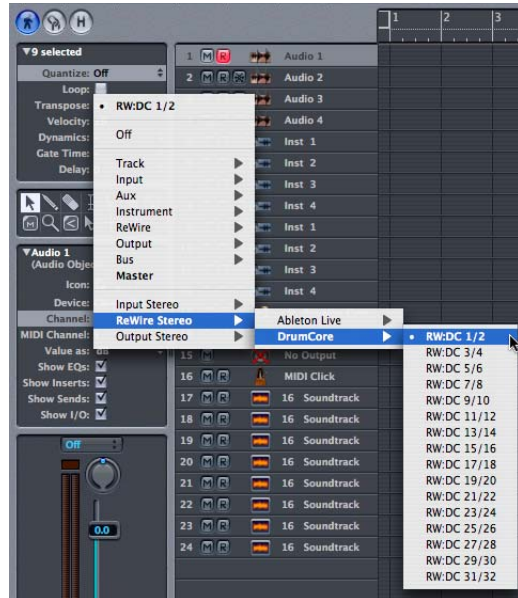 H
1 2 3
▼9 selected
Quantize: Off
Loop:
Transpose:
Velocity:
Dynamics:
Gate Time:
Delay:
1 M R Audio 1
2 M R Audio 2
Audio 3
Audio 4
Inst 1
Inst 2
Inst 3
Inst 4
Inst 1
Inst 2
Inst 3
Inst 4
• RW:DC 1/2
Off
Track
Input
Aux
Instrument
ReWire
Output
Bus
Master
Input Stereo
ReWire Stereo
Output Stereo
Ableton Live
DrumCore
• RW:DC 1/2
RW:DC 3/4
RW:DC 5/6
RW:DC 7/8
RW:DC 9/10
RW:DC 11/12
RW:DC 13/14
RW:DC 15/16
RW:DC 17/18
RW:DC 19/20
RW:DC 21/22
RW:DC 23/24
RW:DC 25/26
RW:DC 27/28
RW:DC 29/30
RW:DC 31/32
▼Audio 1
(Audio Obje
Icon:
Device:
Channel:
MIDI Channel:
Value as: dB
Show EQs:
Show Inserts:
Show Sends:
Show I/O:
15 M No Output
16 M R MIDI Click
17 M R 16 Soundtrack
18 M R 16 Soundtrack
19 M R 16 Soundtrack
20 M R 16 Soundtrack
21 M R 16 Soundtrack
22 M R 16 Soundtrack
23 M R 16 Soundtrack
24 M R 16 Soundtrack
Off
0.0